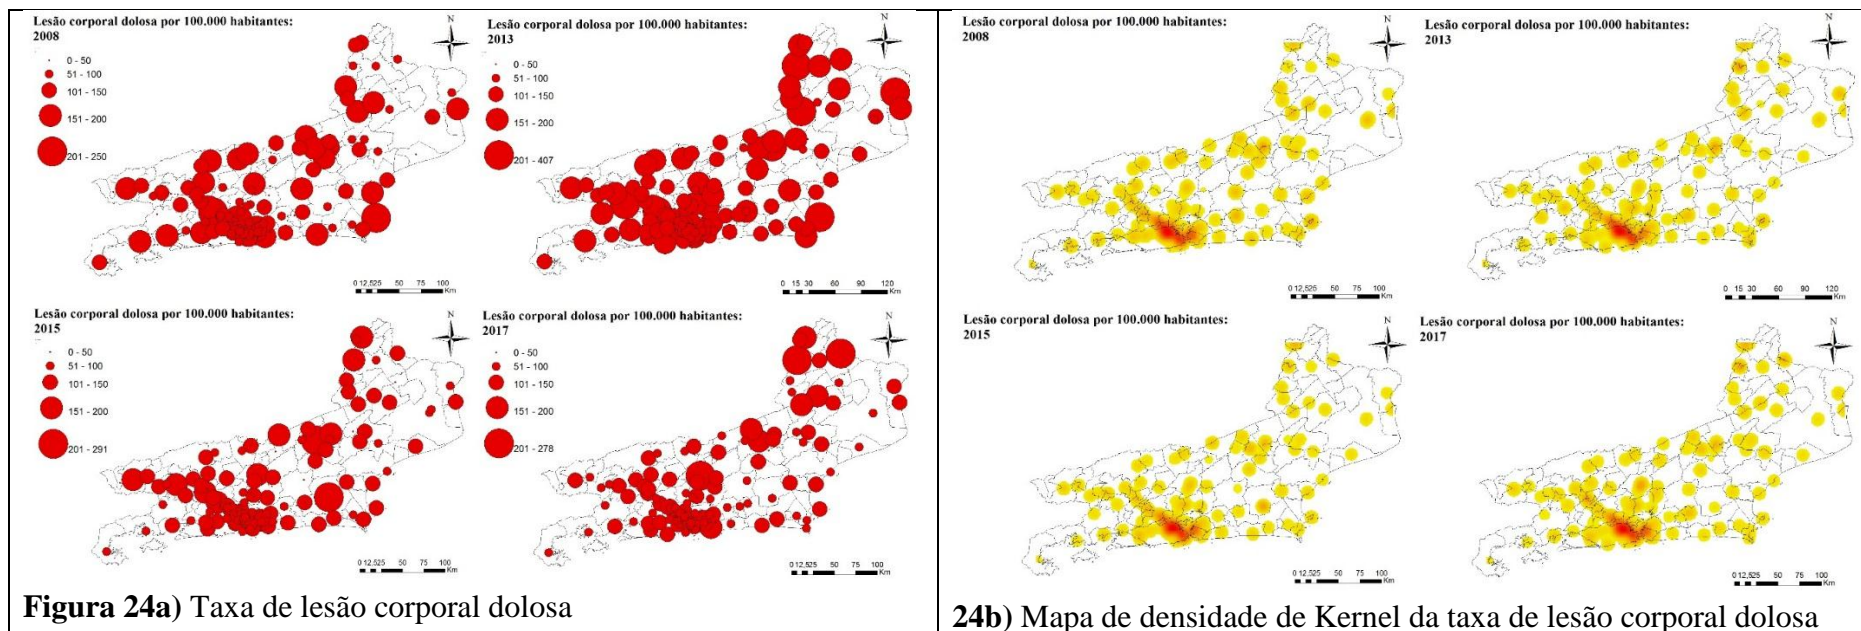 Lesão corporal dolosa por 100.000 habitantes:
2008
N
0 - 50
51 - 100
101 - 150
151 - 200
201 - 250
0 12,525 50 75 100
Km
Lesão corporal dolosa por 100.000 habitantes:
2013
N
0 - 50
51 - 100
101 - 150
151 - 200
201 - 407
0 15 30 60 90 120
Km
Lesão corporal dolosa por 100.000 habitantes:
2015
N
0 - 50
51 - 100
101 - 150
151 - 200
201 - 291
0 12,525 50 75 100
Km
Lesão corporal dolosa por 100.000 habitantes:
2017
N
0 - 50
51 - 100
101 - 150
151 - 200
201 - 278
0 12,525 50 75 100
Km
Figura 24a) Taxa de lesão corporal dolosa
Lesão corporal dolosa por 100.000 habitantes:
2008
N
0 12,525 50 75 100
Km
Lesão corporal dolosa por 100.000 habitantes:
2013
N
0 15 30 60 90 120
Km
Lesão corporal dolosa por 100.000 habitantes:
2015
N
0 12,525 50 75 100
Km
Lesão corporal dolosa por 100.000 habitantes:
2017
N
0 12,525 50 75 100
Km
24b) Mapa de densidade de Kernel da taxa de lesão corporal dolosa